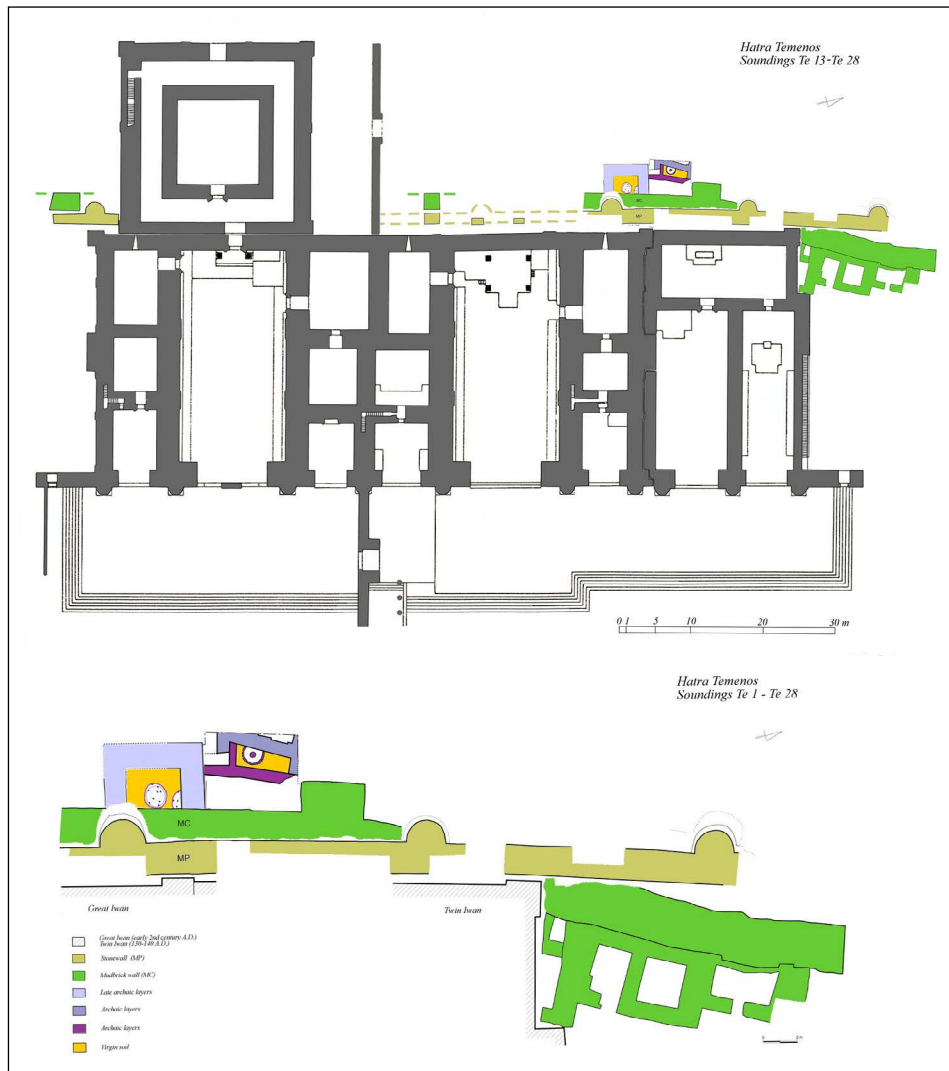 Hatra Temenos
Soundings Te 13-Te 28
MC
MP
0 1 5 10 20 30 m
Hatra Temenos
Soundings Te 1 - Te 28
MC
MP
Great Iwan
Twin Iwan
Great Iwan (early 2nd century A.D.)
Twin Iwan (130-140 A.D.)
Stonewall (MP)
Mudbrick wall (MC)
Late archaic layers
Archaic layers
Archaic layers
Virgin soil